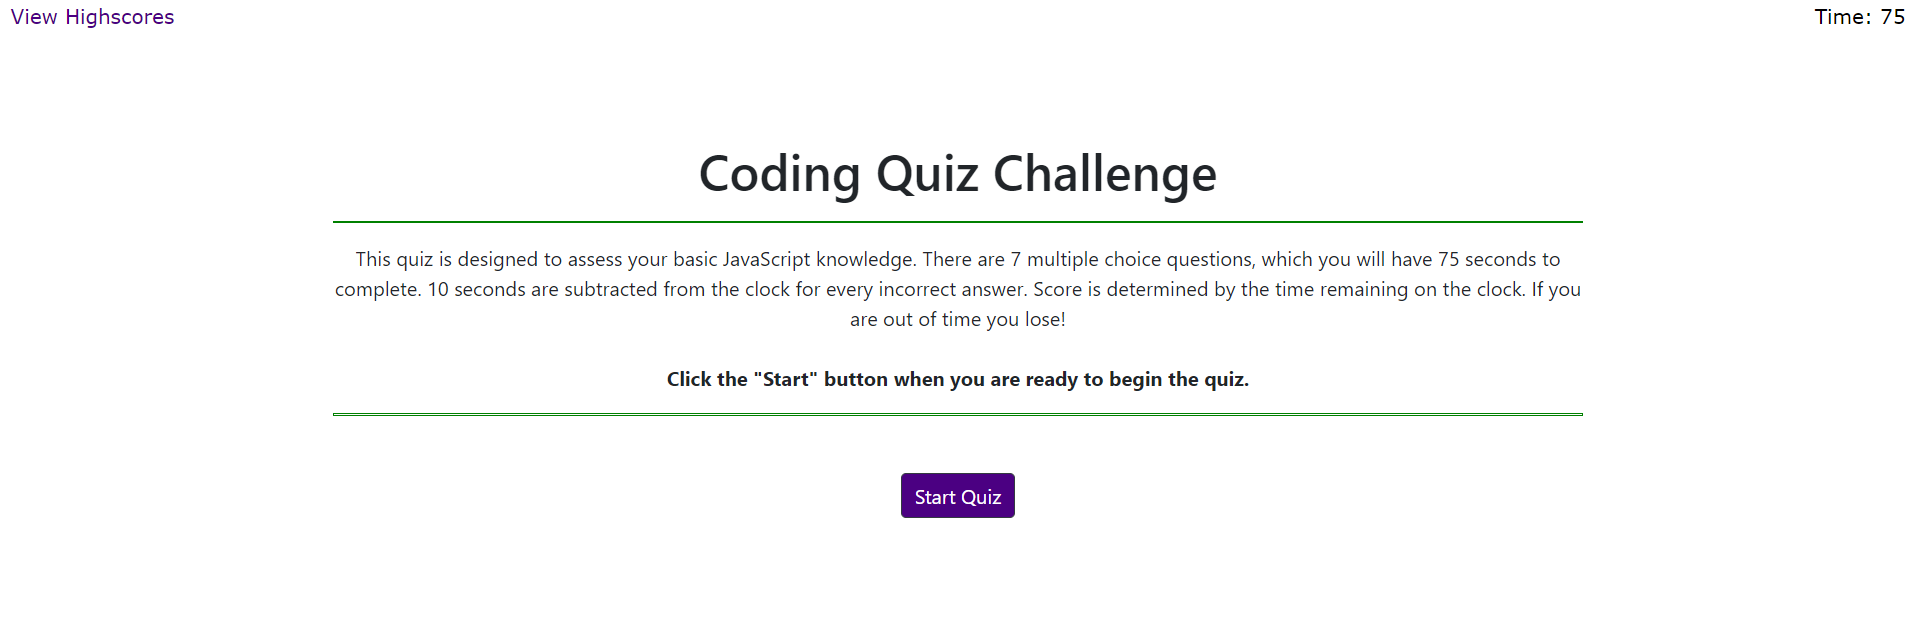 View Highscores
Time: 75
Coding Quiz Challenge
This quiz is designed to assess your basic JavaScript knowledge. There are 7 multiple choice questions, which you will have 75 seconds to
complete. 10 seconds are subtracted from the clock for every incorrect answer. Score is determined by the time remaining on the clock. If you
are out of time you lose!
Click the "Start" button when you are ready to begin the quiz.
Start Quiz